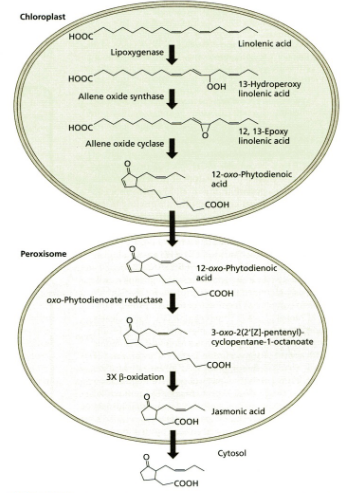 Chloroplast
HOOC
Linolenic acid
Lipoxygenase
HOOC
OOH
13-Hydroperoxy
linolenic acid
Allene oxide synthase
HOOC
O
12, 13-Epoxy
linolenic acid
Allene oxide cyclase
O
12-oxo-Phytodienoic
acid
COOH
Peroxisome
O
12-oxo-Phytodienoic
acid
COOH
oxo-Phytodienoate reductase
O
3-oxo-2(2'[Z]-pentenyl)-
cyclopentane-1-octanoate
COOH
3X β-oxidation
O
Jasmonic acid
COOH
Cytosol
O
COOH